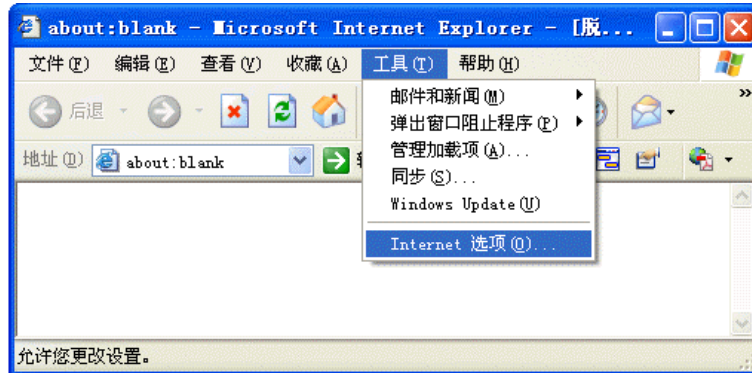 about:blank - Microsoft Internet Explorer - [脱...
文件(F) 编辑(E) 查看(V) 收藏(A) 工具(T) 帮助(H)
后退
邮件和新闻(M)
弹出窗口阻止程序(P)
管理加载项(A)...
同步(S)...
Windows Update(U)
Internet 选项(O)...
地址(D) about:blank
允许您更改设置。